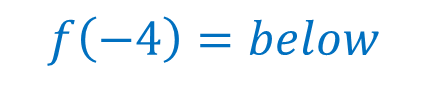 f(−4) = below